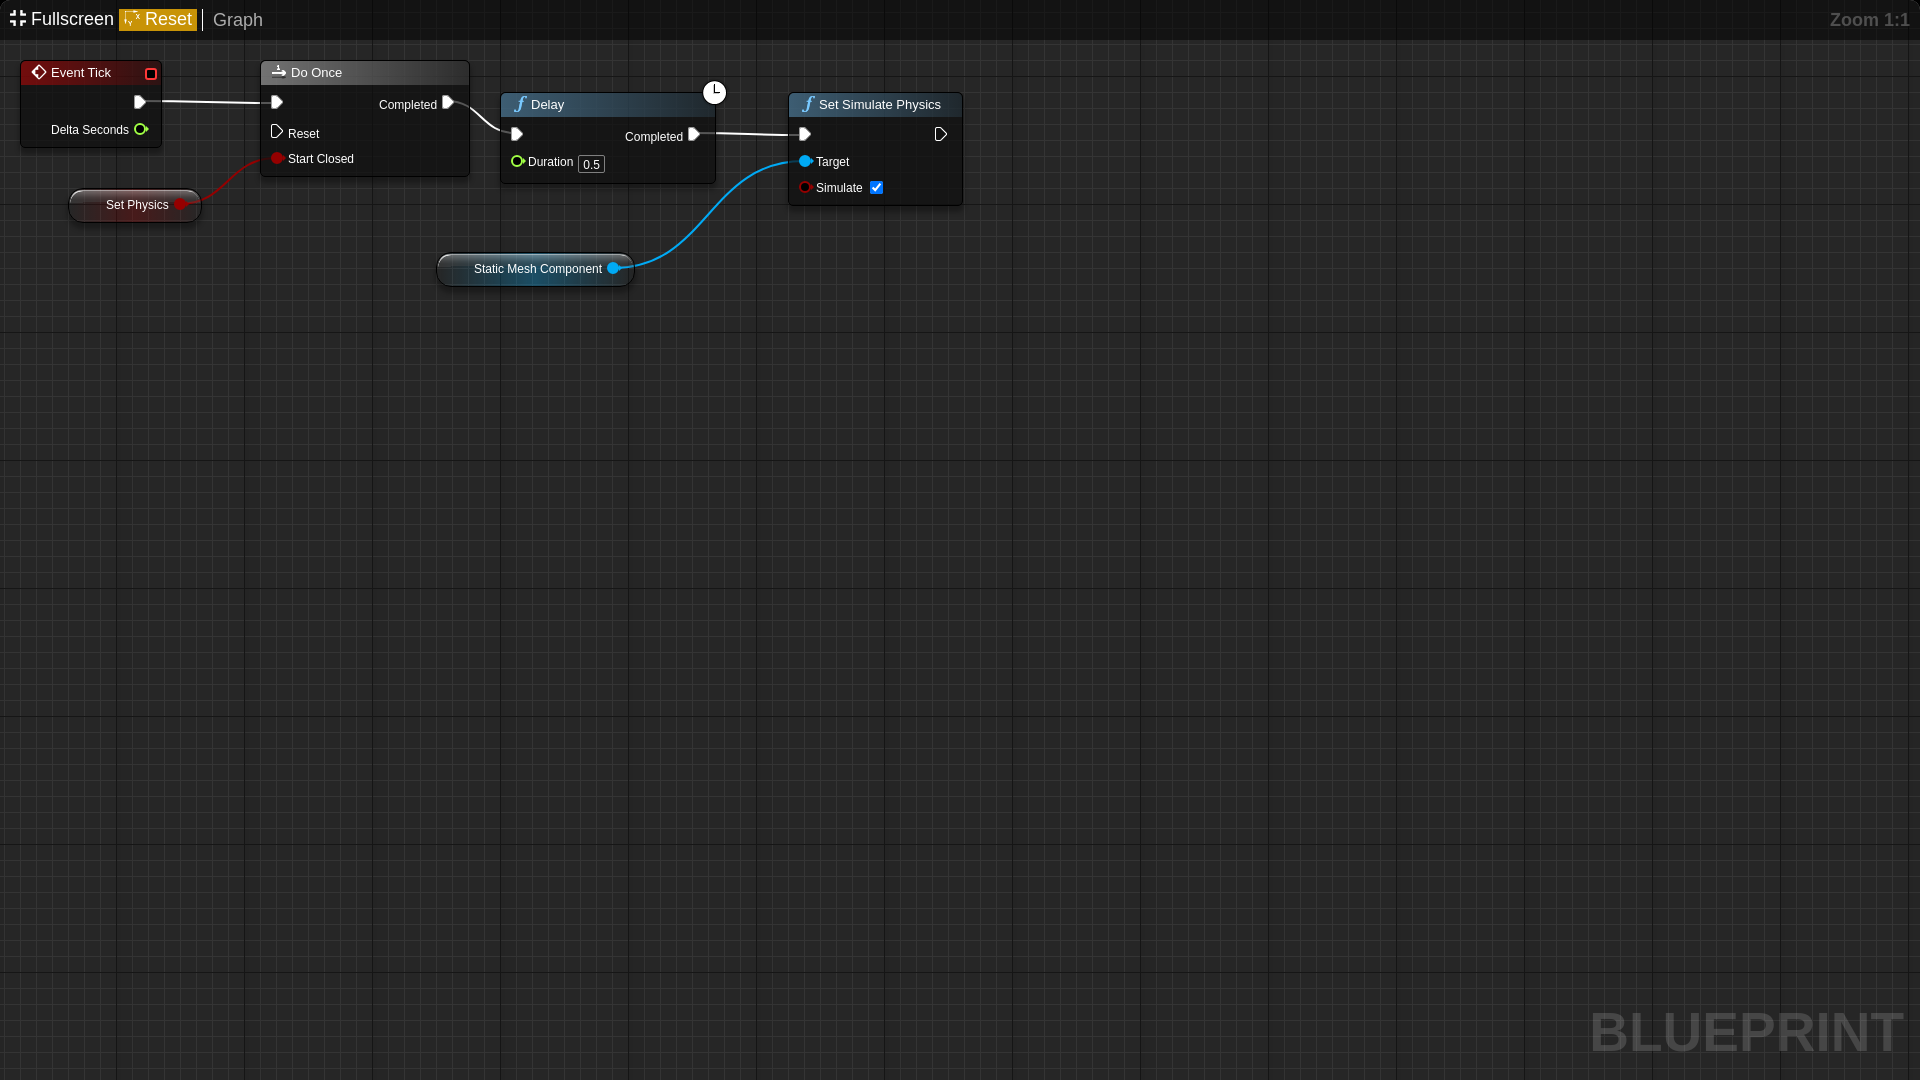 Fullscreen Reset Graph Zoom 1:1
Event Tick
Delta Seconds
Do Once
Completed
Reset
Start Closed
Delay
Completed
Duration 0.5
Set Simulate Physics
Target
Simulate
Set Physics
Static Mesh Component
BLUEPRINT